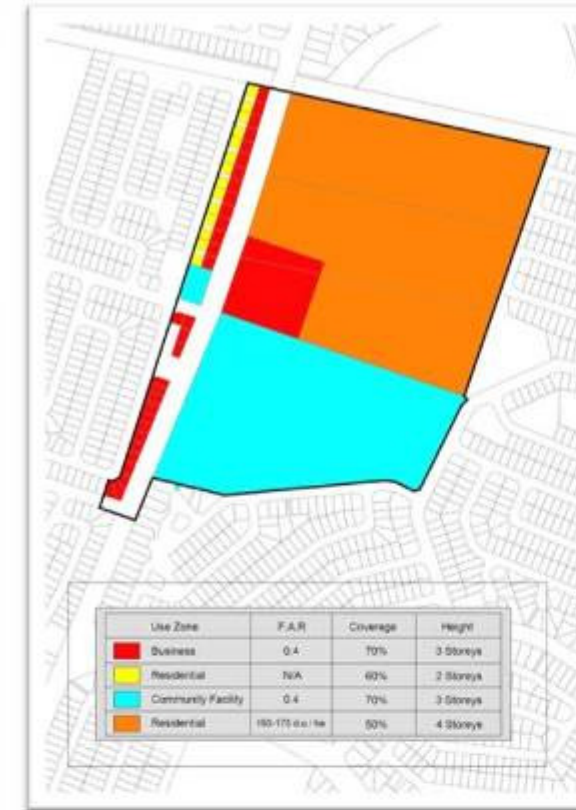 Use Zone F.A.R Coverage Height
Business 0.4 70% 3 Storeys
Residential N/A 60% 2 Storeys
Community Facility 0.4 70% 3 Storeys
Residential d.u./ha 50% 4 Storeys